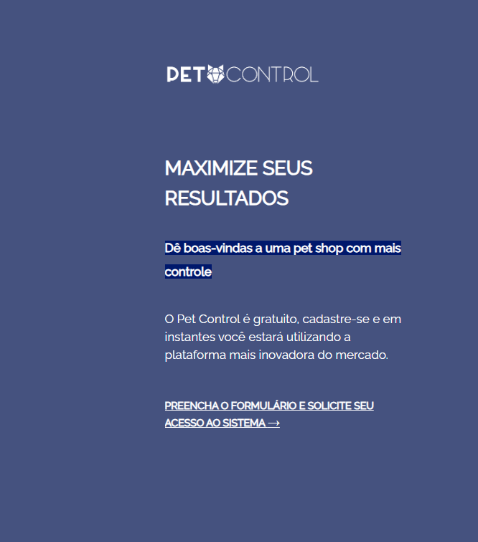 PET CONTROL
MAXIMIZE SEUS
RESULTADOS
Dê boas-vindas a uma pet shop com mais
controle
O Pet Control é gratuito, cadastre-se e em
instantes você estará utilizando a
plataforma mais inovadora do mercado.
PREENCHA O FORMULÁRIO E SOLICITE SEU
ACESSO AO SISTEMA →